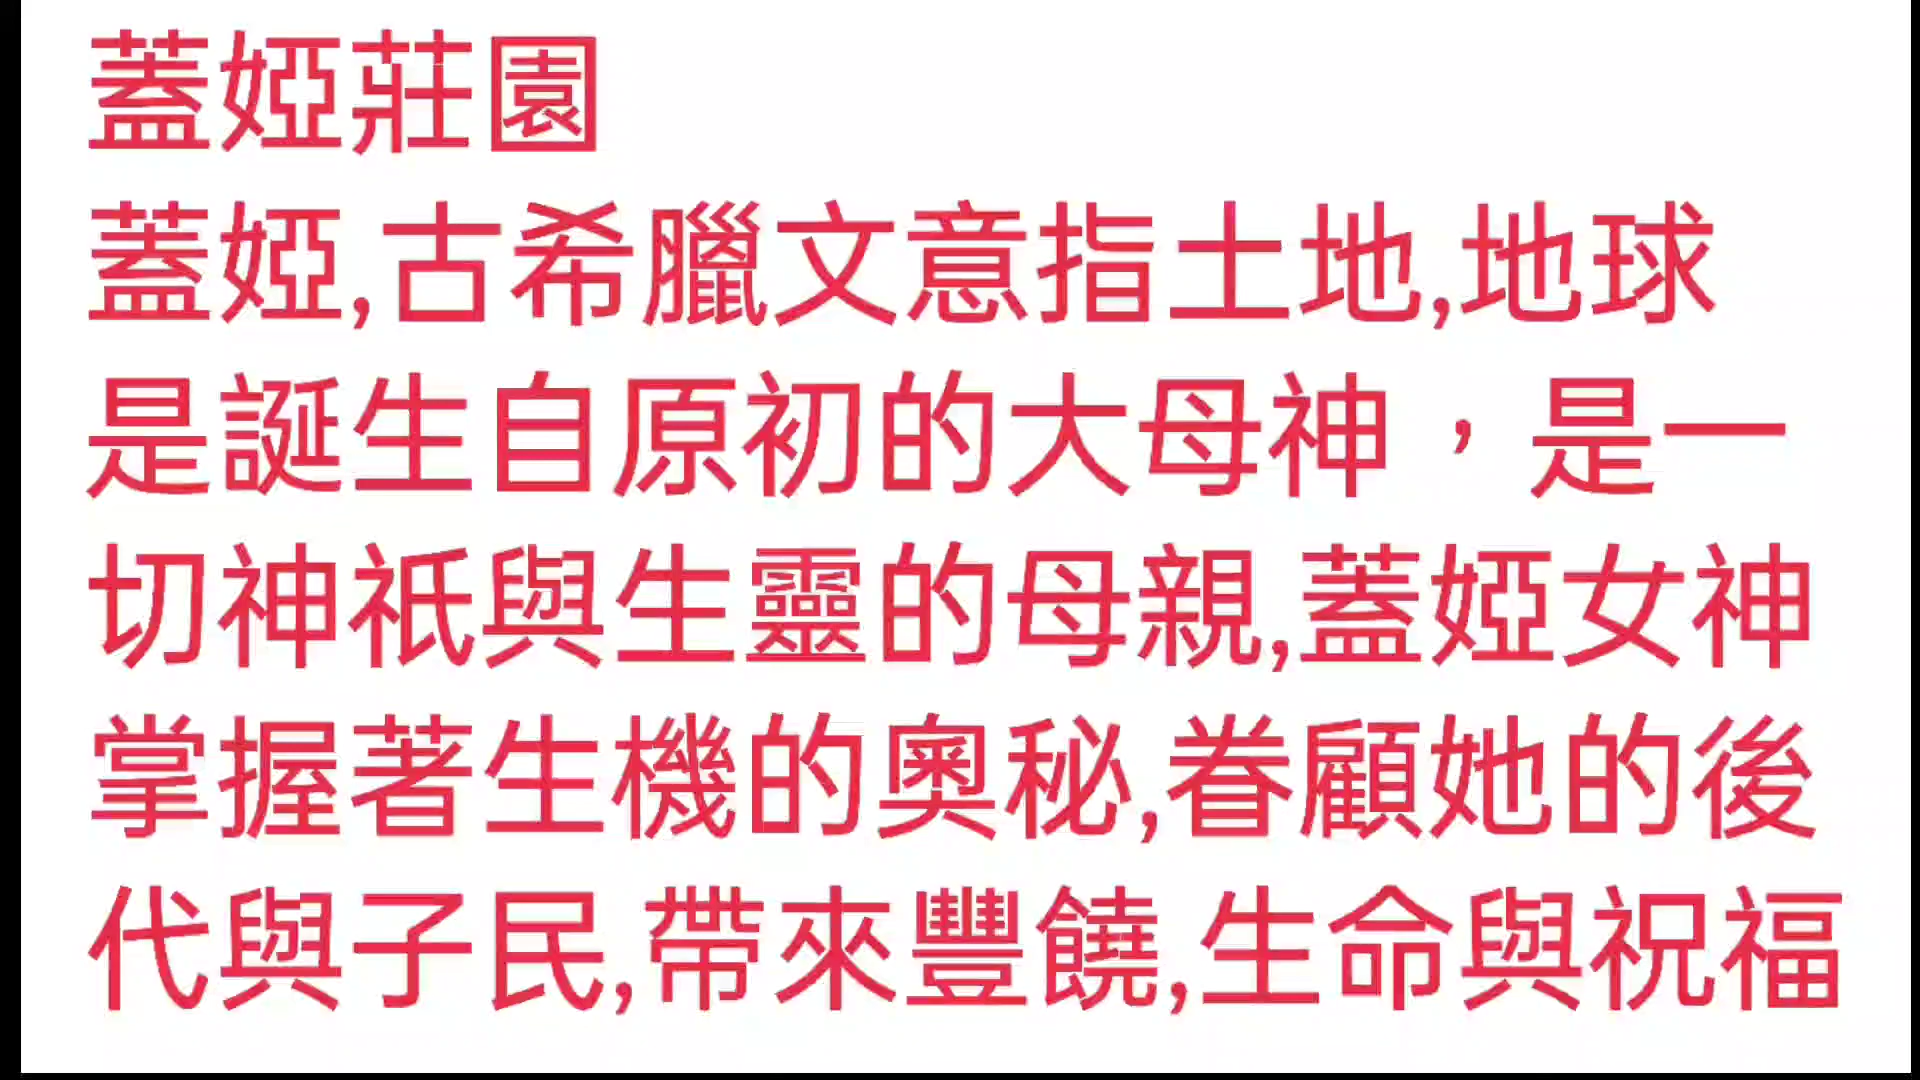 蓋婭莊園
蓋婭,古希臘文意指土地,地球
是誕生自原初的大母神，是一
切神祇與生靈的母親,蓋婭女神
掌握著生機的奧秘,眷顧她的後
代與子民,帶來豐饒,生命與祝福